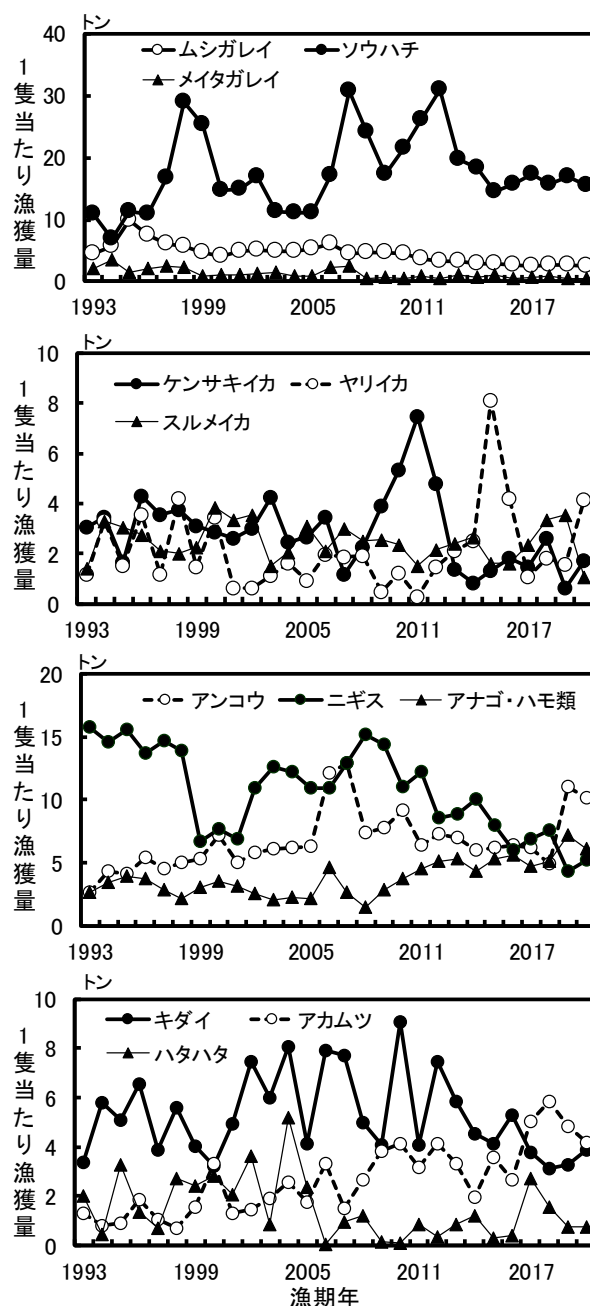 トン
1隻当たり漁獲量
40
30
20
10
0
ムシガレイ ソウハチ
メイタガレイ
1993 1999 2005 2011 2017
トン
1隻当たり漁獲量
10
8
6
4
2
0
ケンサキイカ ヤリイカ
スルメイカ
1993 1999 2005 2011 2017
トン
1隻当たり漁獲量
20
15
10
5
0
アンコウ ニギス アナゴ・ハモ類
1993 1999 2005 2011 2017
トン
1隻当たり漁獲量
10
8
6
4
2
0
キダイ アカムツ
ハタハタ
1993 1999 2005 2011 2017
漁期年